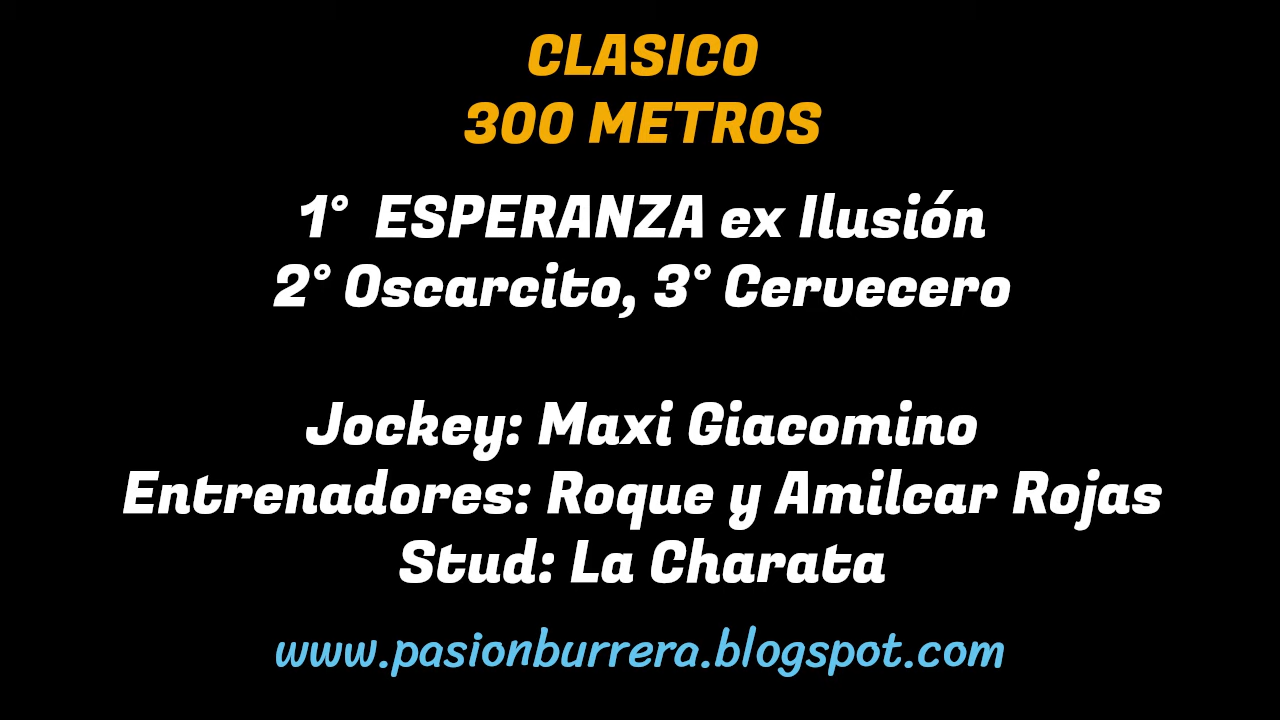 CLASICO
300 METROS
1° ESPERANZA ex Ilusión
2° Oscarcito, 3° Cervecero
Jockey: Maxi Giacomino
Entrenadores: Roque y Amilcar Rojas
Stud: La Charata
www.pasionburrera.blogspot.com